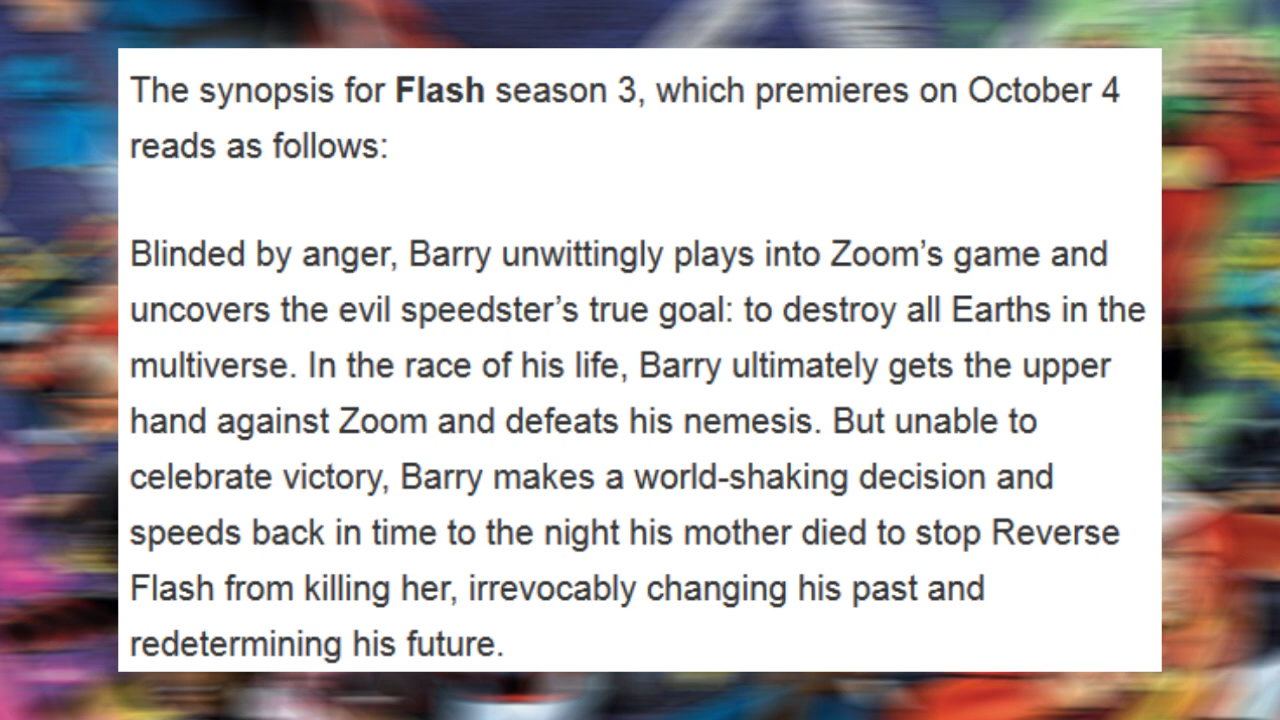 The synopsis for Flash season 3, which premieres on October 4
reads as follows:
Blinded by anger, Barry unwittingly plays into Zoom’s game and
uncovers the evil speedster’s true goal: to destroy all Earths in the
multiverse. In the race of his life, Barry ultimately gets the upper
hand against Zoom and defeats his nemesis. But unable to
celebrate victory, Barry makes a world-shaking decision and
speeds back in time to the night his mother died to stop Reverse
Flash from killing her, irrevocably changing his past and
redetermining his future.